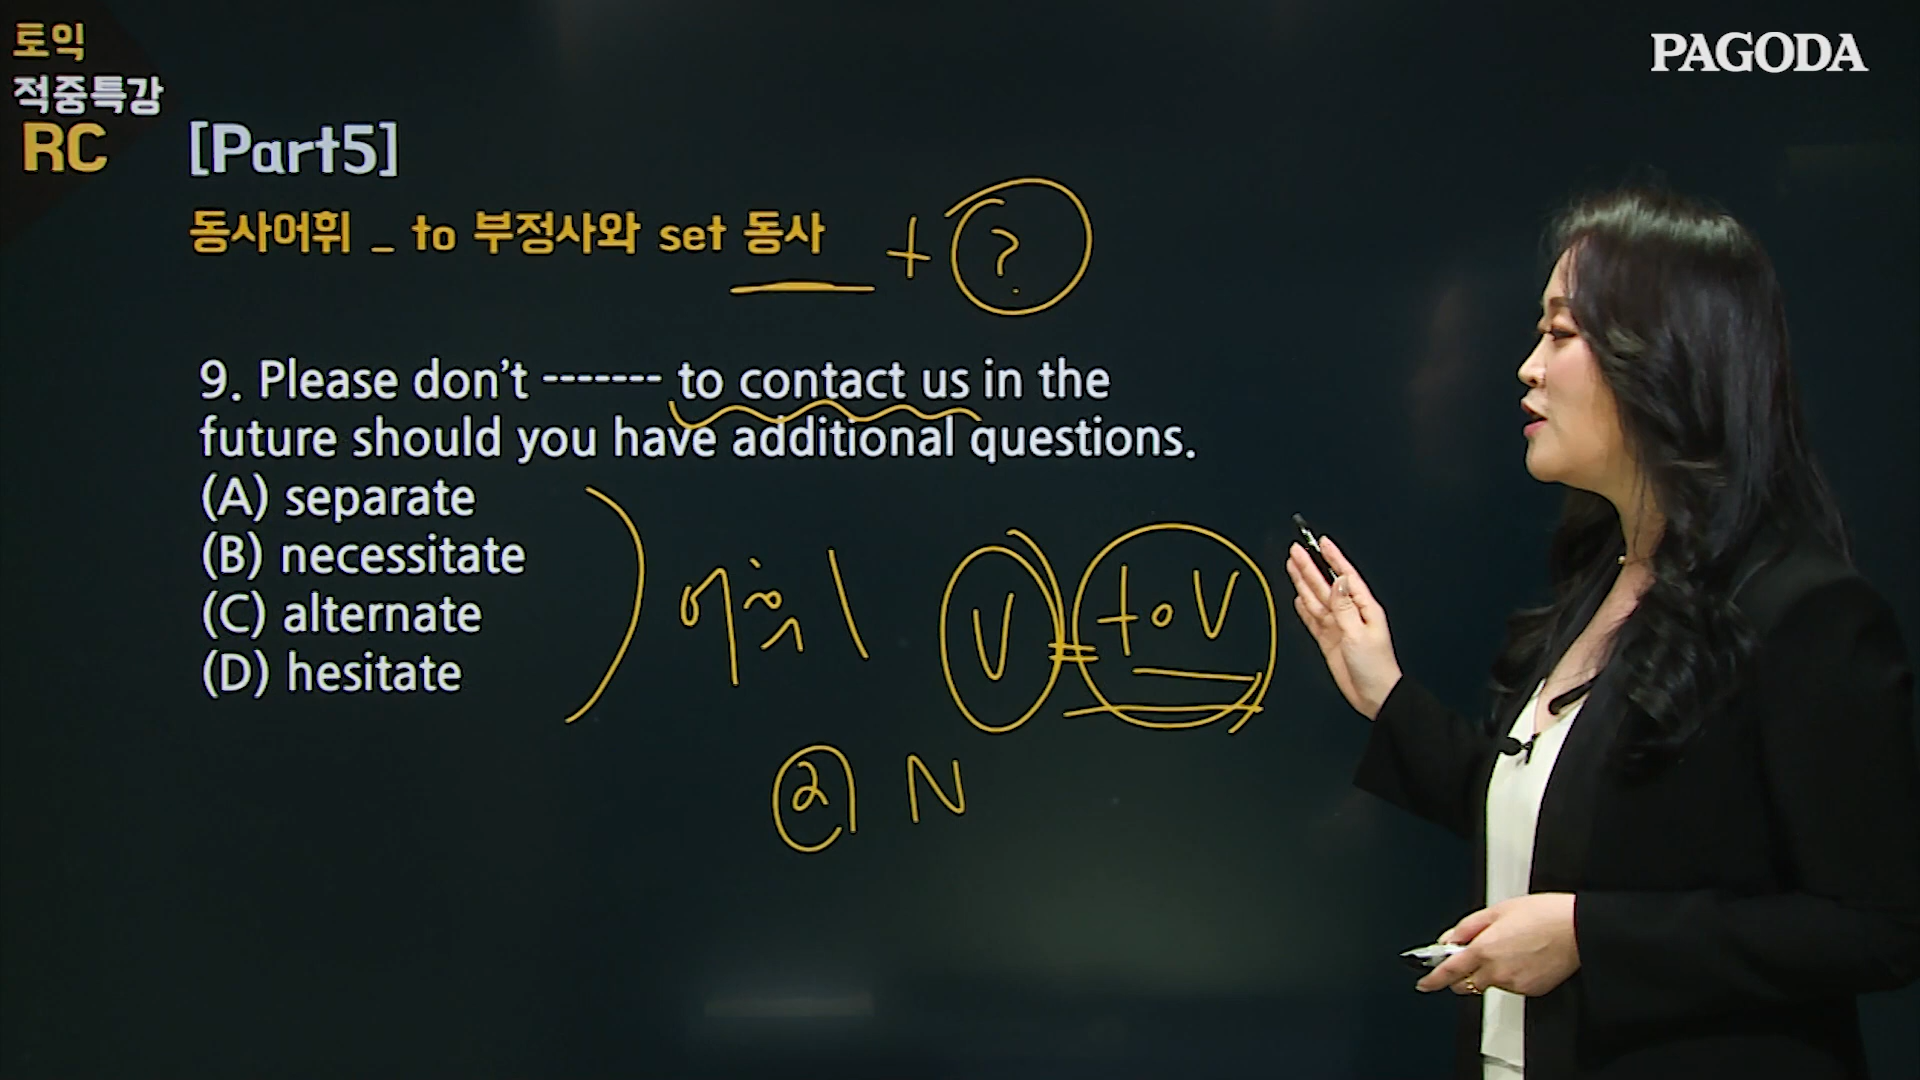 토익
적중특강
RC
PAGODA
[Part5]
동사어휘 _ to 부정사와 set 동사 + ?
9. Please don't ------- to contact us in the
future should you have additional questions.
(A) separate
(B) necessitate
(C) alternate
(D) hesitate
어휘
V to V
N